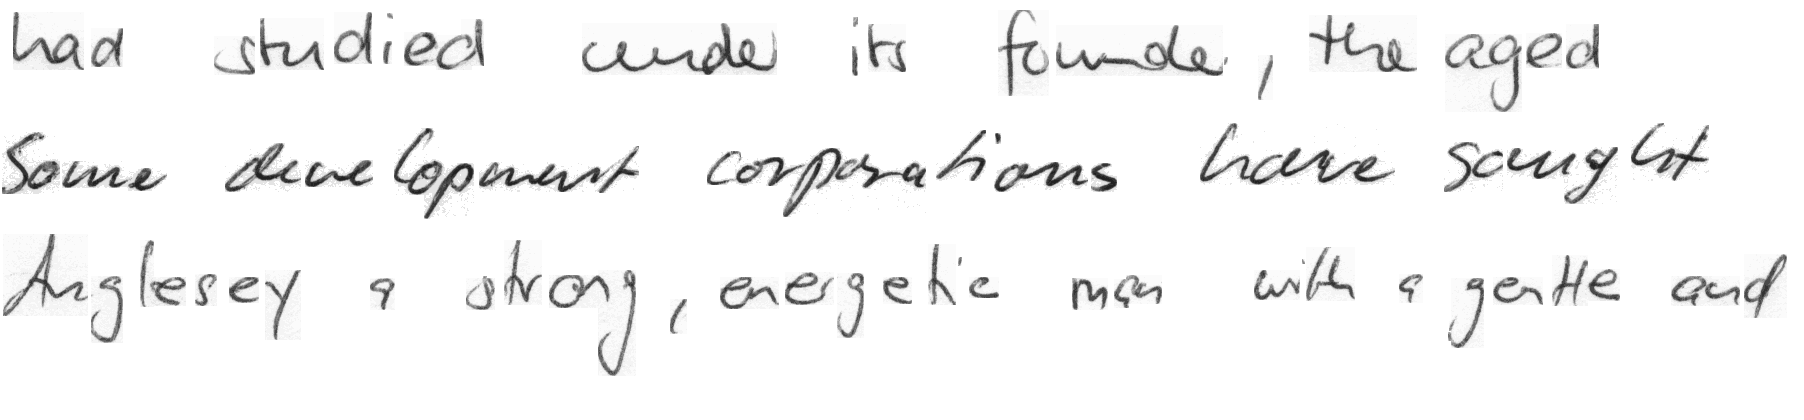 had studied under its founder, the aged
Some development corporations have sought
Anglesey a strong, energetic man with a gentle and